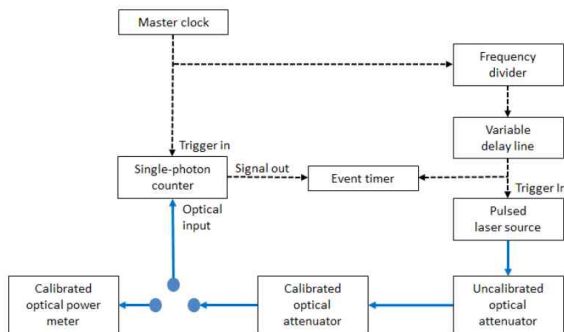 Master clock
Frequency
divider
Variable
delay line
Trigger in
Single-photon
counter
Signal out
Event timer
Trigger In
Optical
input
Pulsed
laser source
Calibrated
optical power
meter
Calibrated
optical
attenuator
Uncalibrated
optical
attenuator